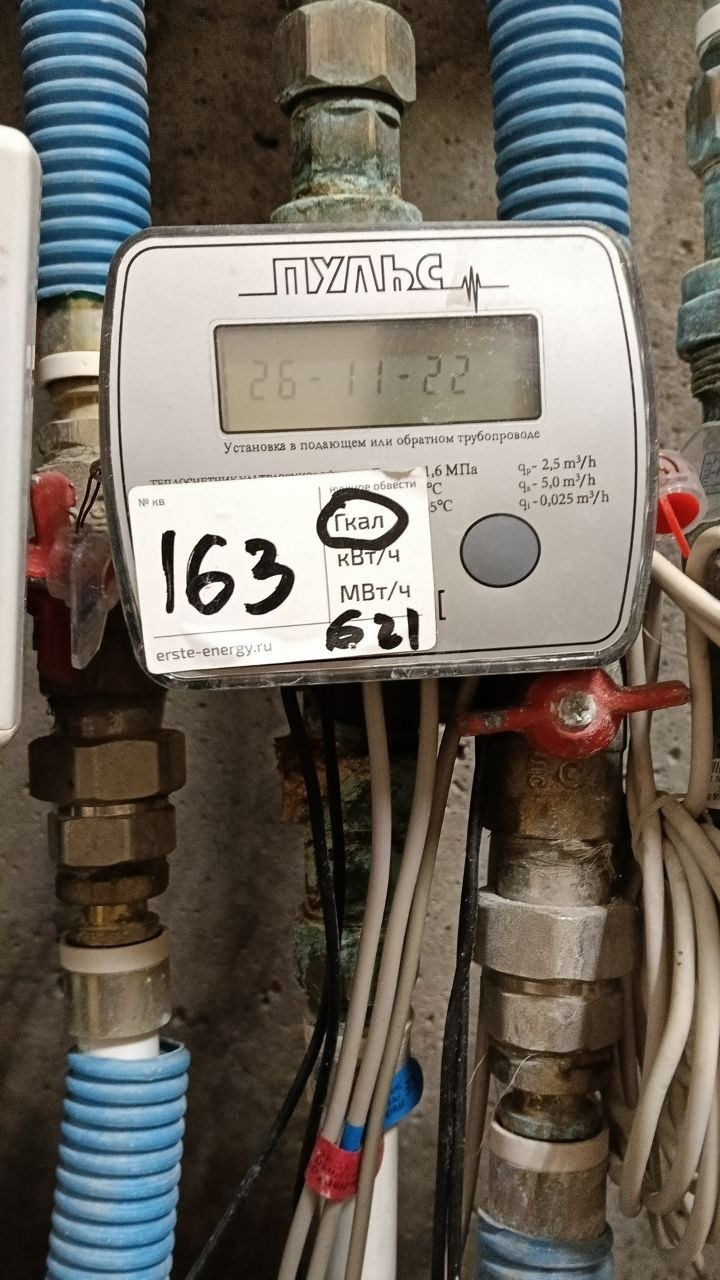 ПУЛЬС
26-11-22
Установка в подающем или обратном трубопроводе
1,6 МПа
°C
5°C
qₚ- 2,5 m³/h
qₛ- 5,0 m³/h
qᵢ-0,025 m³/h
№ кв
обвести
163
Гкал
кВт/ч
МВт/ч
621
erste-energy.ru